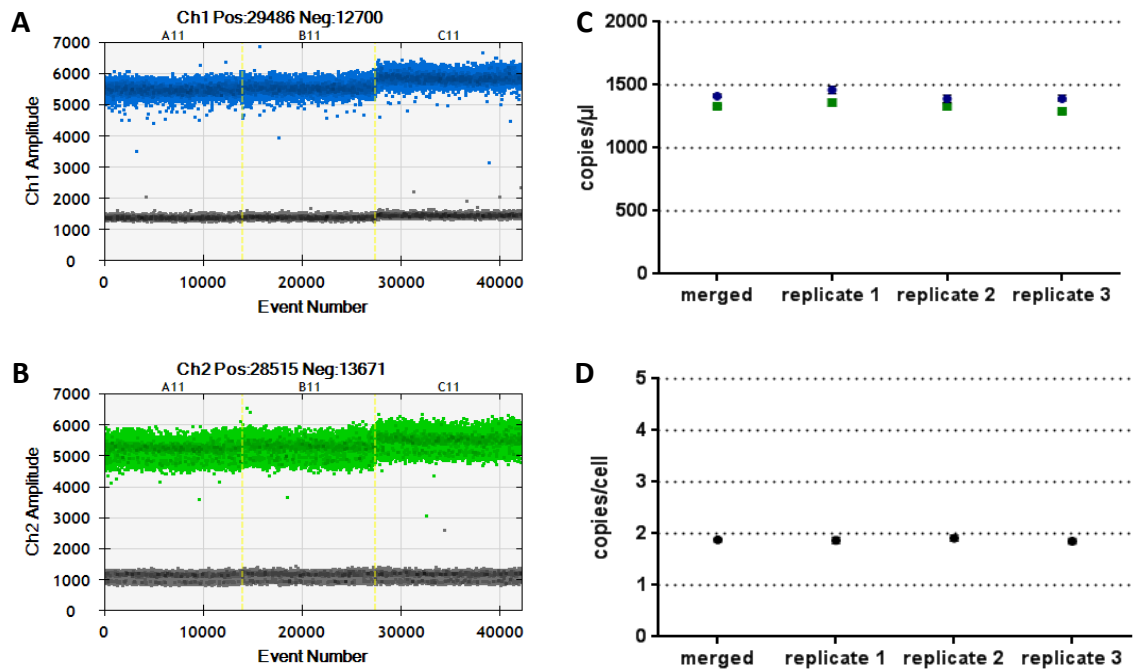 A
Ch1 Pos:29486 Neg:12700
A11 B11 C11
7000
6000
5000
4000
3000
2000
1000
0
Ch1 Amplitude
0 10000 20000 30000 40000
Event Number
B
Ch2 Pos:28515 Neg:13671
A11 B11 C11
7000
6000
5000
4000
3000
2000
1000
0
Ch2 Amplitude
0 10000 20000 30000 40000
Event Number
C
2000
1500
1000
500
0
copies/µl
merged replicate 1 replicate 2 replicate 3
D
5
4
3
2
1
0
copies/cell
merged replicate 1 replicate 2 replicate 3